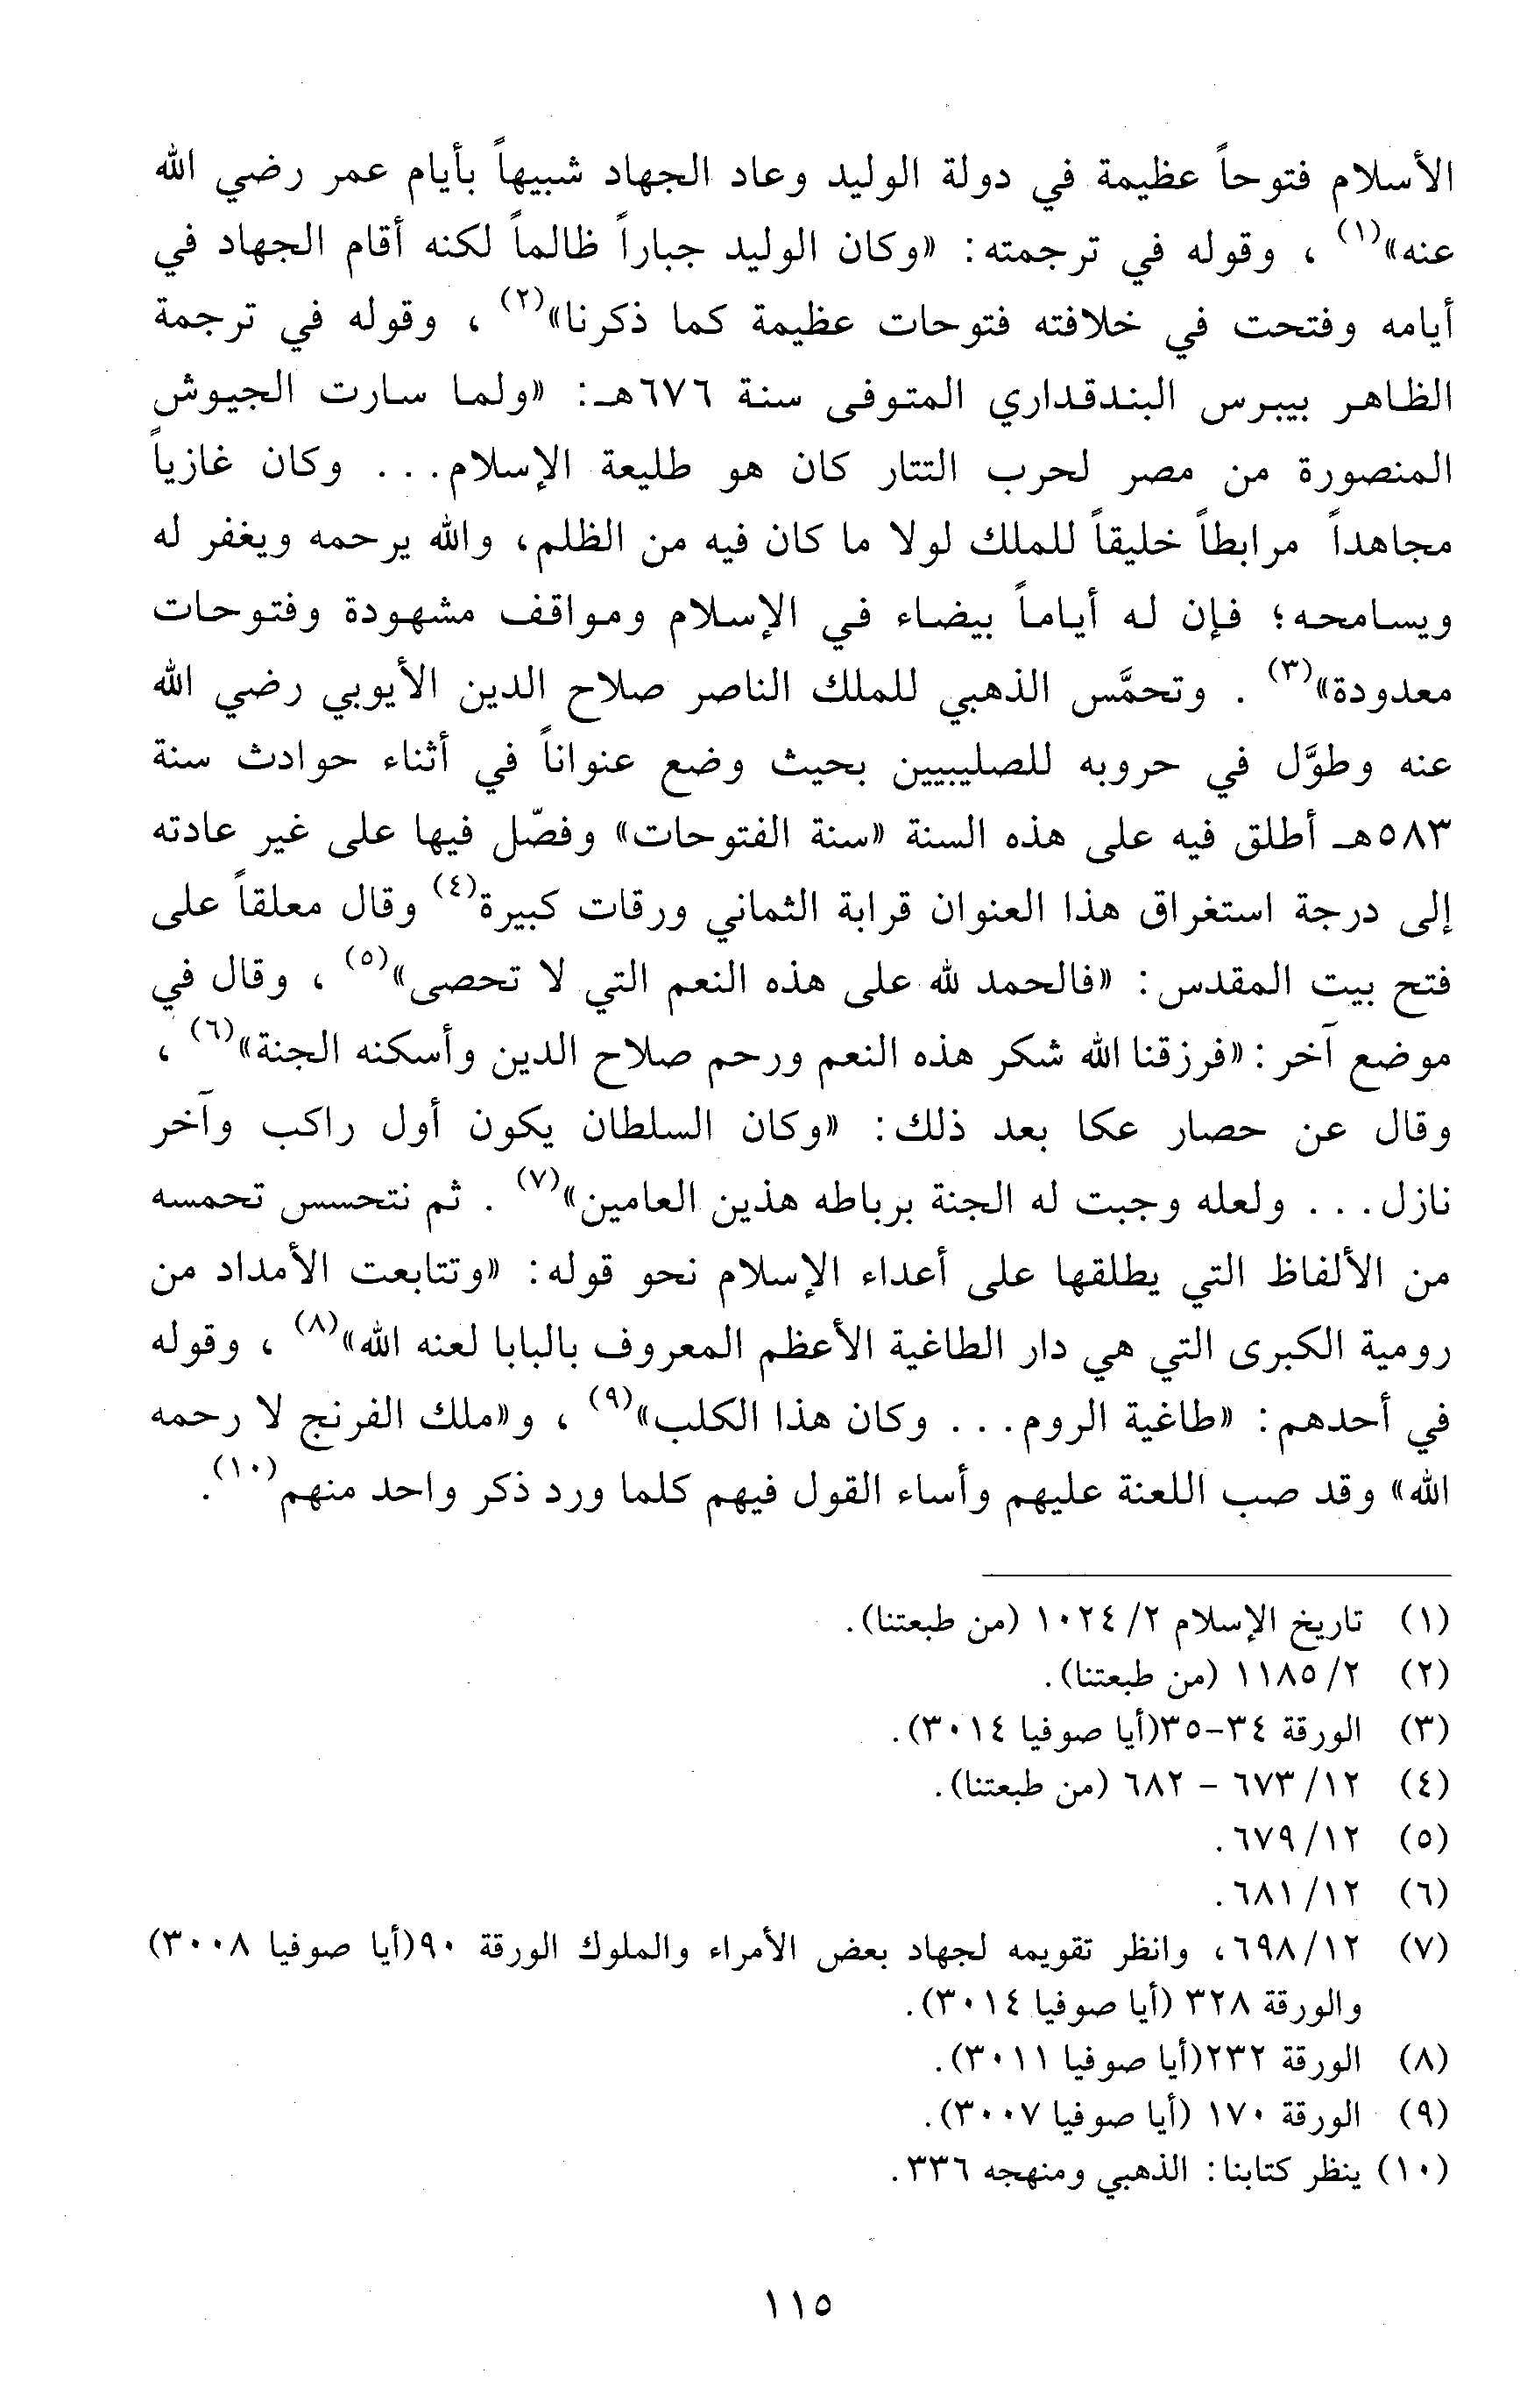 الأسلام فتوحاً عظيمة في دولة الوليد وعاد الجهاد شبيهاً بأيام عمر رضي الله
عنه»(١) ، وقوله في ترجمته: «وكان الوليد جباراً ظالماً لكنه أقام الجهاد في
أيامه وفتحت في خلافته فتوحات عظيمة كما ذكرنا»(٢) ، وقوله في ترجمة
الظاهر بيبرس البندقداري المتوفى سنة ٦٧٦هـ: «ولما سارت الجيوش
المنصورة من مصر لحرب التتار كان هو طليعة الإسلام... وكان غازياً
مجاهداً مرابطاً خليقاً للملك لولا ما كان فيه من الظلم، والله يرحمه ويغفر له
ويسامحه؛ فإن له أياماً بيضاء في الإسلام ومواقف مشهودة وفتوحات
معدودة»(٣) . وتحمَّس الذهبي للملك الناصر صلاح الدين الأيوبي رضي الله
عنه وطوَّل في حروبه للصليبيين بحيث وضع عنواناً في أثناء حوادث سنة
٥٨٣هـ أطلق فيه على هذه السنة «سنة الفتوحات» وفصّل فيها على غير عادته
إلى درجة استغراق هذا العنوان قرابة الثماني ورقات كبيرة(٤) وقال معلقاً على
فتح بيت المقدس: «فالحمد لله على هذه النعم التي لا تحصى»(٥) ، وقال في
موضع آخر: «فرزقنا الله شكر هذه النعم ورحم صلاح الدين وأسكنه الجنة»(٦) ،
وقال عن حصار عكا بعد ذلك: «وكان السلطان يكون أول راكب وآخر
نازل... ولعله وجبت له الجنة برباطه هذين العامين»(٧) . ثم نتحسس تحمسه
من الألفاظ التي يطلقها على أعداء الإسلام نحو قوله: «وتتابعت الأمداد من
رومية الكبرى التي هي دار الطاغية الأعظم المعروف بالبابا لعنه الله»(٨) ، وقوله
في أحدهم: «طاغية الروم... وكان هذا الكلب»(٩) ، و«ملك الفرنج لا رحمه
الله» وقد صب اللعنة عليهم وأساء القول فيهم كلما ورد ذكر واحد منهم(١٠).
(١) تاريخ الإسلام ٢/ ١٠٢٤ (من طبعتنا).
(٢) ٢/ ١١٨٥ (من طبعتنا).
(٣) الورقة ٣٤-٣٥(أيا صوفيا ٣٠١٤).
(٤) ١٢/ ٦٧٣ - ٦٨٢ (من طبعتنا).
(٥) ١٢/ ٦٧٩.
(٦) ١٢/ ٦٨١.
(٧) ١٢/ ٦٩٨، وانظر تقويمه لجهاد بعض الأمراء والملوك الورقة ٩٠(أيا صوفيا ٣٠٠٨)
والورقة ٣٢٨ (أيا صوفيا ٣٠١٤).
(٨) الورقة ٢٣٢(أيا صوفيا ٣٠١١).
(٩) الورقة ١٧٠ (أيا صوفيا ٣٠٠٧).
(١٠) ينظر كتابنا: الذهبي ومنهجه ٣٣٦.
١١٥